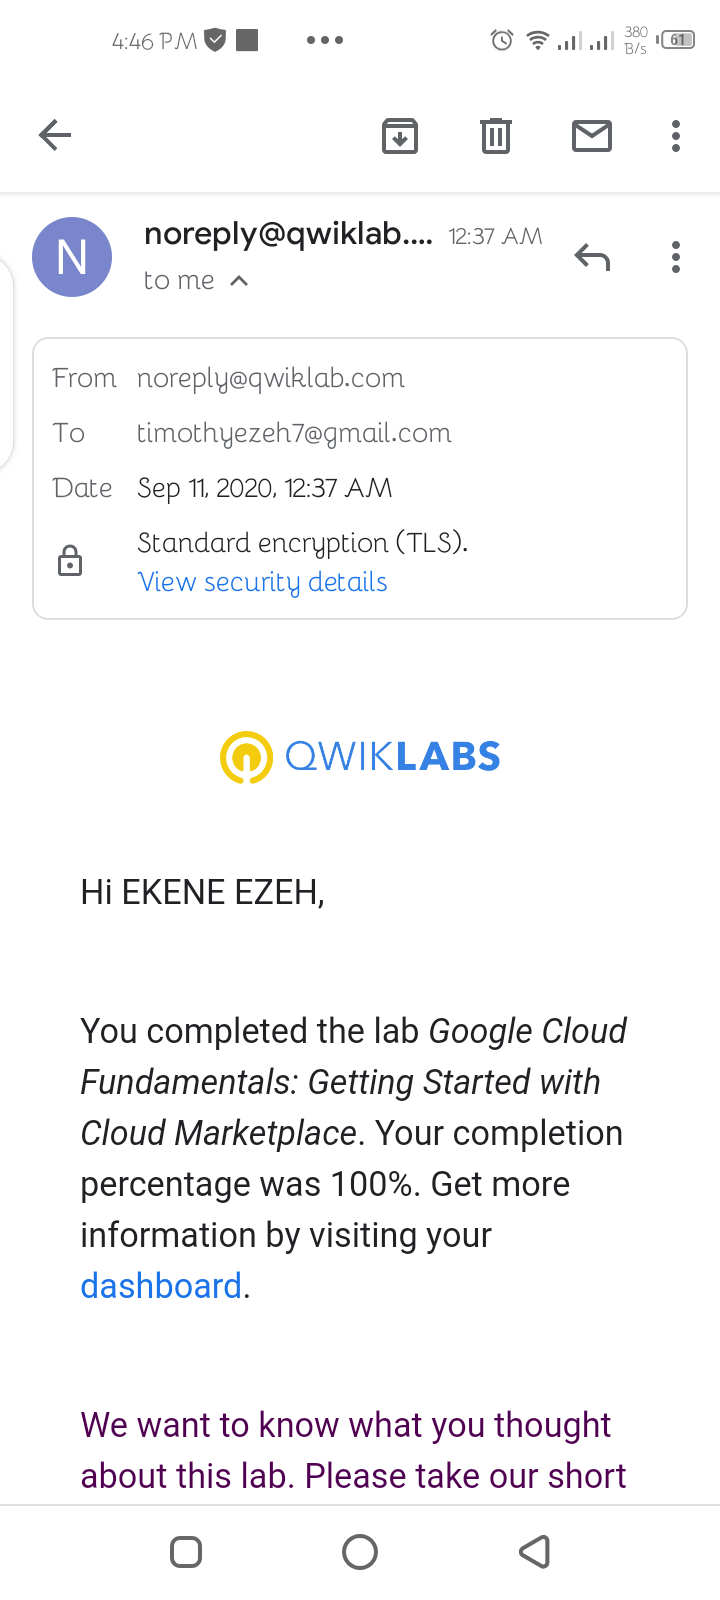 4:46 PM 380 B/s 61
noreply@qwiklab.... 12:37 AM
N
to me
From noreply@qwiklab.com
To timothyezeh7@gmail.com
Date Sep 11, 2020, 12:37 AM
Standard encryption (TLS).
View security details
QWIKLABS
Hi EKENE EZEH,
You completed the lab Google Cloud
Fundamentals: Getting Started with
Cloud Marketplace. Your completion
percentage was 100%. Get more
information by visiting your
dashboard.
We want to know what you thought
about this lab. Please take our short